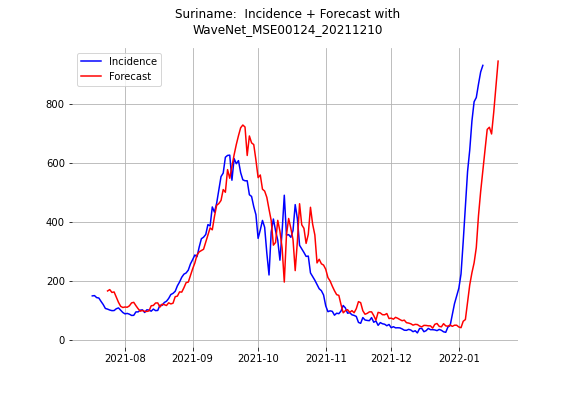 Suriname:  Incidence + Forecast with
WaveNet_MSE00124_20211210
Incidence
Forecast
800
600
400
200
0
2021-08
2021-09
2021-10
2021-11
2021-12
2022-01